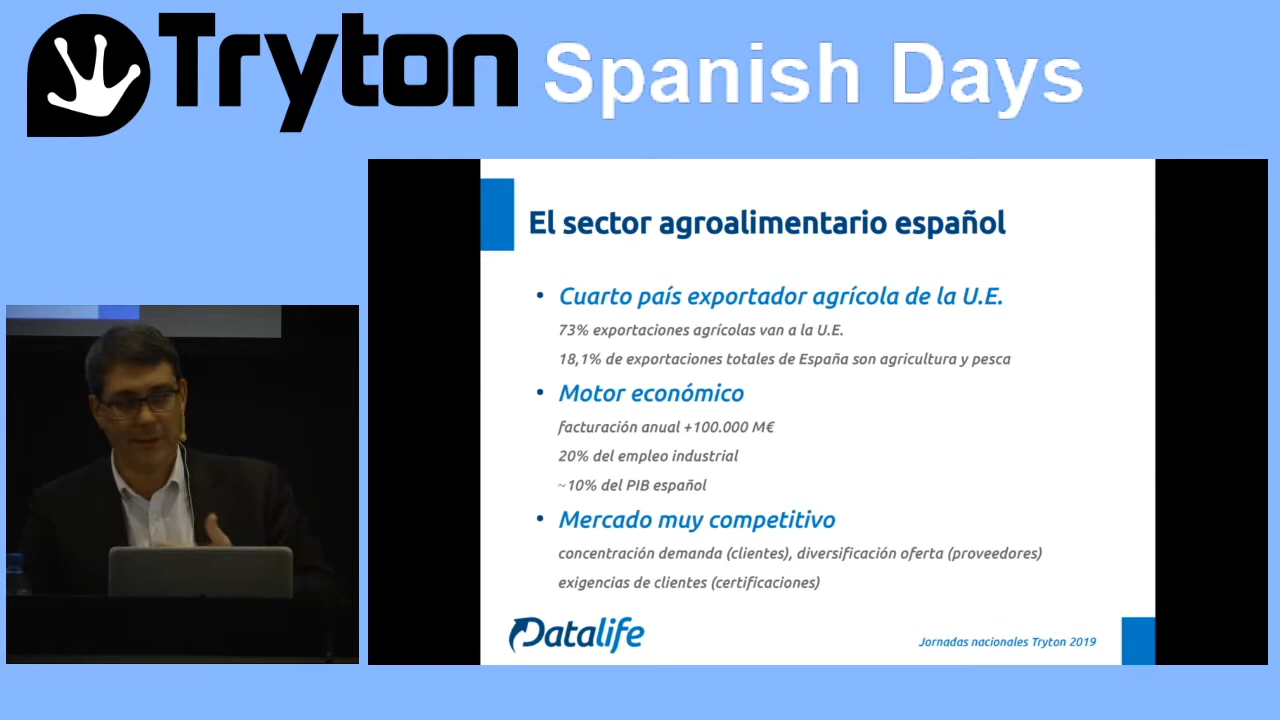 Tryton Spanish Days
El sector agroalimentario español
• Cuarto país exportador agrícola de la U.E.
73% exportaciones agrícolas van a la U.E.
18,1% de exportaciones totales de España son agricultura y pesca
• Motor económico
facturación anual +100.000 M€
20% del empleo industrial
~10% del PIB español
• Mercado muy competitivo
concentración demanda (clientes), diversificación oferta (proveedores)
exigencias de clientes (certificaciones)
Datalife
Jornadas nacionales Tryton 2019